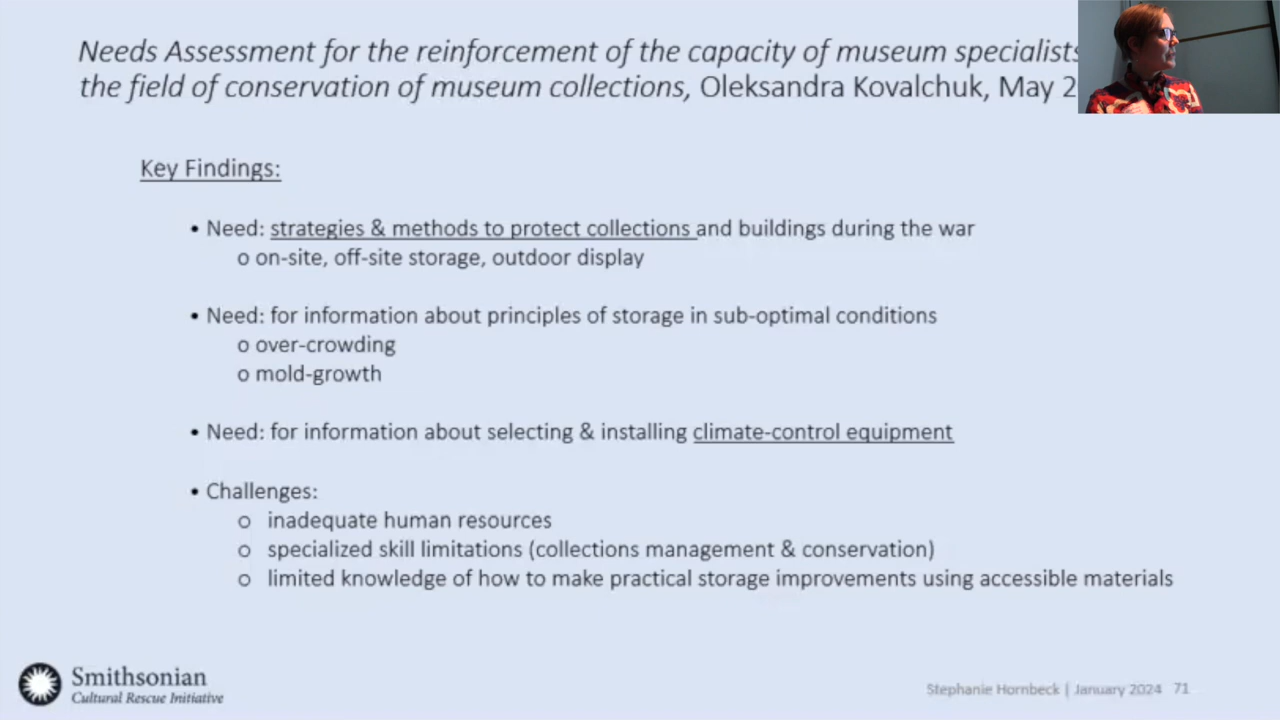 Needs Assessment for the reinforcement of the capacity of museum specialists
the field of conservation of museum collections, Oleksandra Kovalchuk, May 2
Key Findings:
• Need: strategies & methods to protect collections and buildings during the war
o on-site, off-site storage, outdoor display
• Need: for information about principles of storage in sub-optimal conditions
o over-crowding
o mold-growth
• Need: for information about selecting & installing climate-control equipment
• Challenges:
o inadequate human resources
o specialized skill limitations (collections management & conservation)
o limited knowledge of how to make practical storage improvements using accessible materials
Smithsonian
Cultural Rescue Initiative
Stephanie Hornbeck | January 2024 71